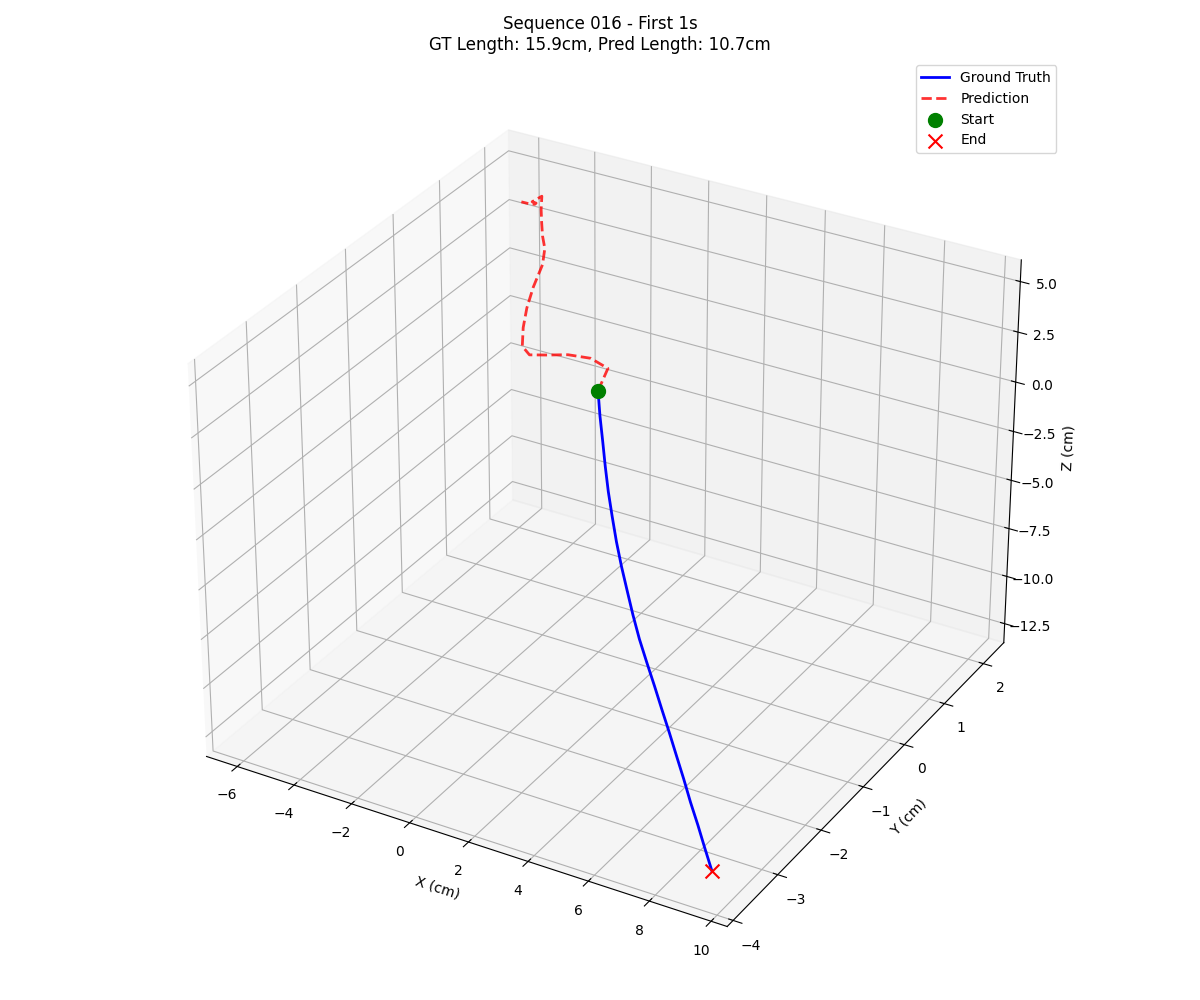 Sequence 016 - First 1s
GT Length: 15.9cm, Pred Length: 10.7cm
Ground Truth
Prediction
Start
End
5.0
2.5
0.0
−2.5
−5.0
−7.5
−10.0
−12.5
Z (cm)
2
1
0
−1
−2
−3
−4
Y (cm)
−6
−4
−2
0
2
4
6
8
10
X (cm)